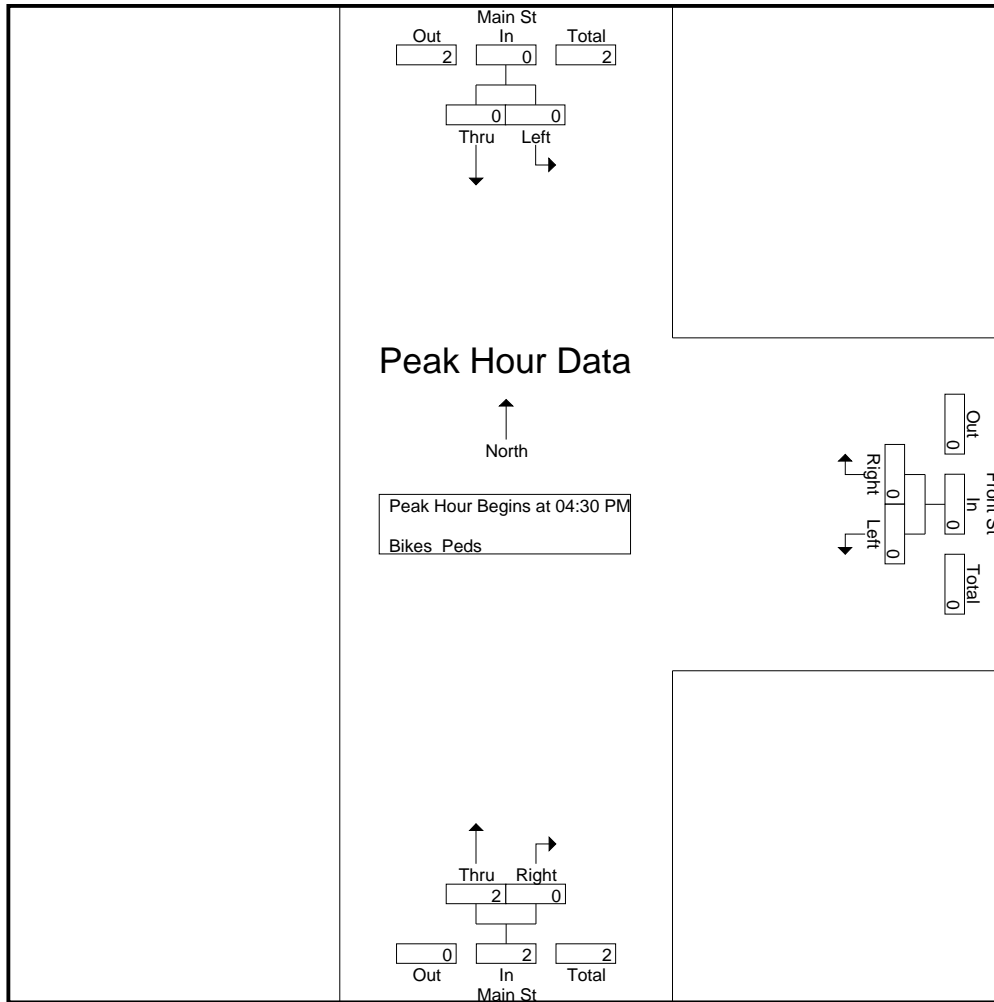 Main St
Out In Total
2 0 2
0 0
Thru Left
Peak Hour Data
North
Peak Hour Begins at 04:30 PM
Bikes Peds
Out
0
Right
0
In
0
Left
0
Total
0
St
Thru Right
2 0
0 2 2
Out In Total
Main St